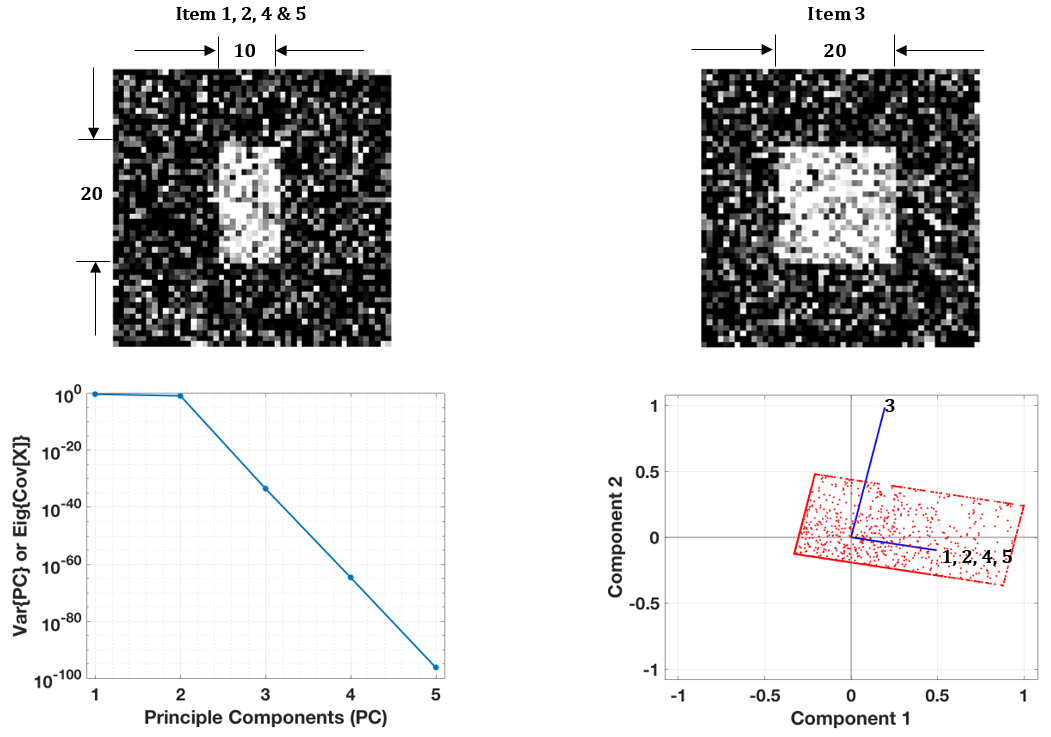 Item 1, 2, 4 & 5
10
20
Item 3
20
10^0
10^-20
10^-40
10^-60
10^-80
10^-100
1 2 3 4 5
Var{PC} or Eig{Cov[X]}
Principle Components (PC)
1
0.5
0
-0.5
-1
-1 -0.5 0 0.5 1
3
1, 2, 4, 5
Component 2
Component 1